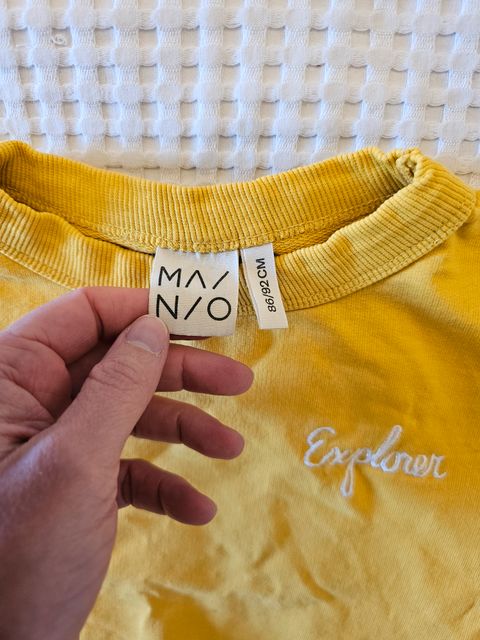 MA/
N/O
86/92 CM
Explorer